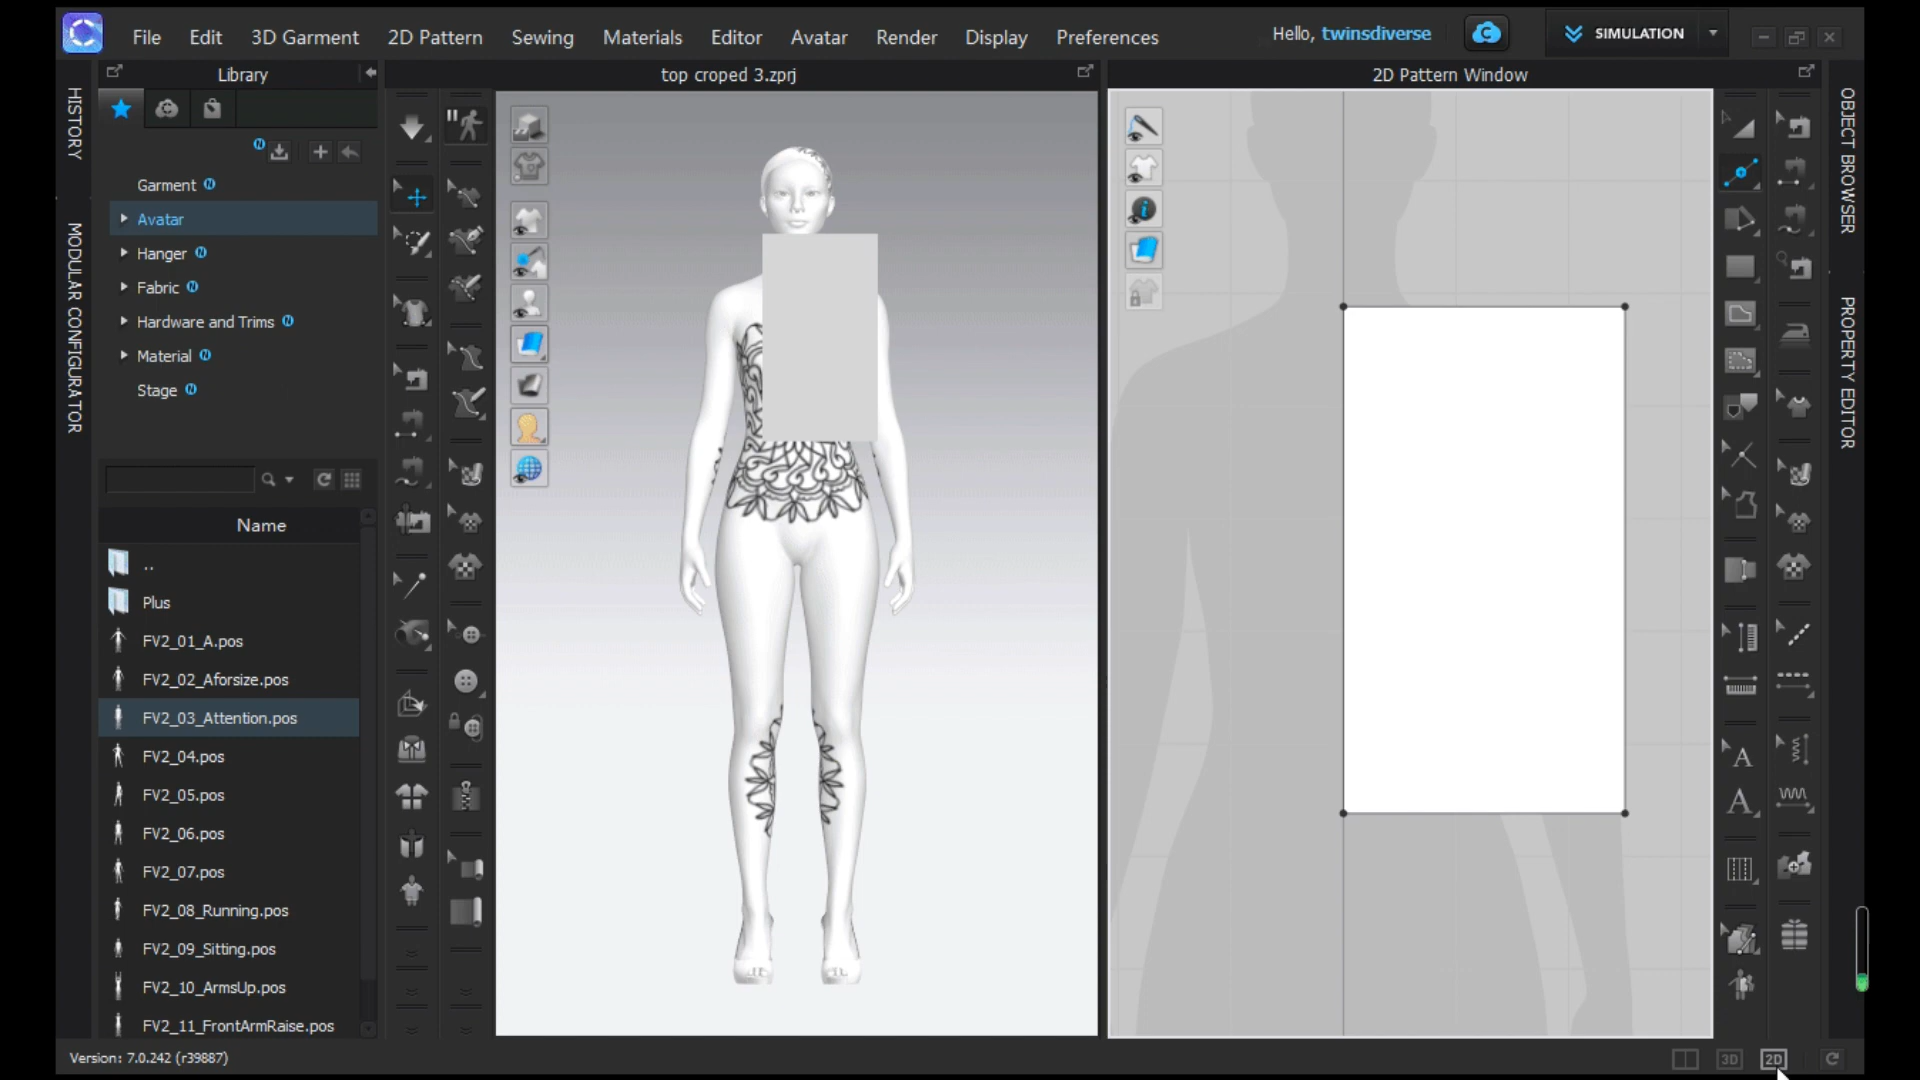 File Edit 3D Garment 2D Pattern Sewing Materials Editor Avatar Render Display Preferences
Hello, twinsdiverse
SIMULATION
Library
top croped 3.zprj
2D Pattern Window
HISTORY
MODULAR CONFIGURATOR
OBJECT BROWSER
PROPERTY EDITOR
Garment N
Avatar
Hanger N
Fabric N
Hardware and Trims N
Material N
Stage N
Name
..
Plus
FV2_01_A.pos
FV2_02_Aforsize.pos
FV2_03_Attention.pos
FV2_04.pos
FV2_05.pos
FV2_06.pos
FV2_07.pos
FV2_08_Running.pos
FV2_09_Sitting.pos
FV2_10_ArmsUp.pos
FV2_11_FrontArmRaise.pos
Version: 7.0.242 (r39887)
3D 2D